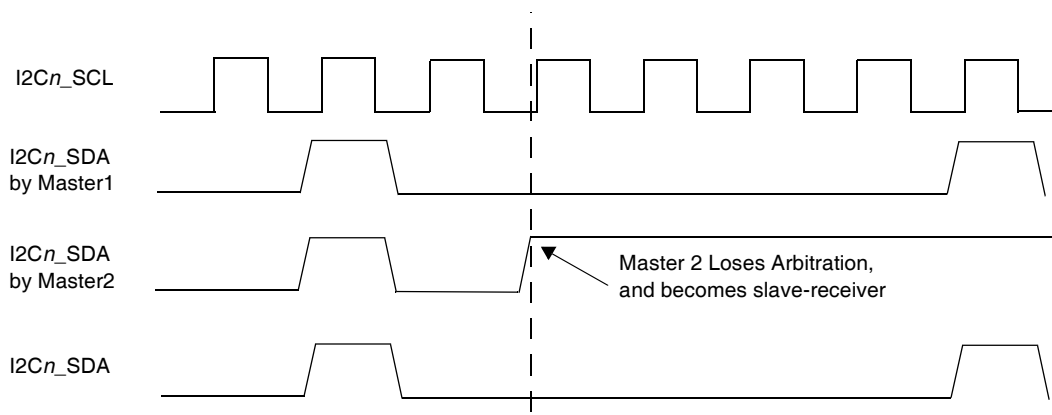 I2Cn_SCL
I2Cn_SDA
by Master1
I2Cn_SDA
by Master2
Master 2 Loses Arbitration,
and becomes slave-receiver
I2Cn_SDA